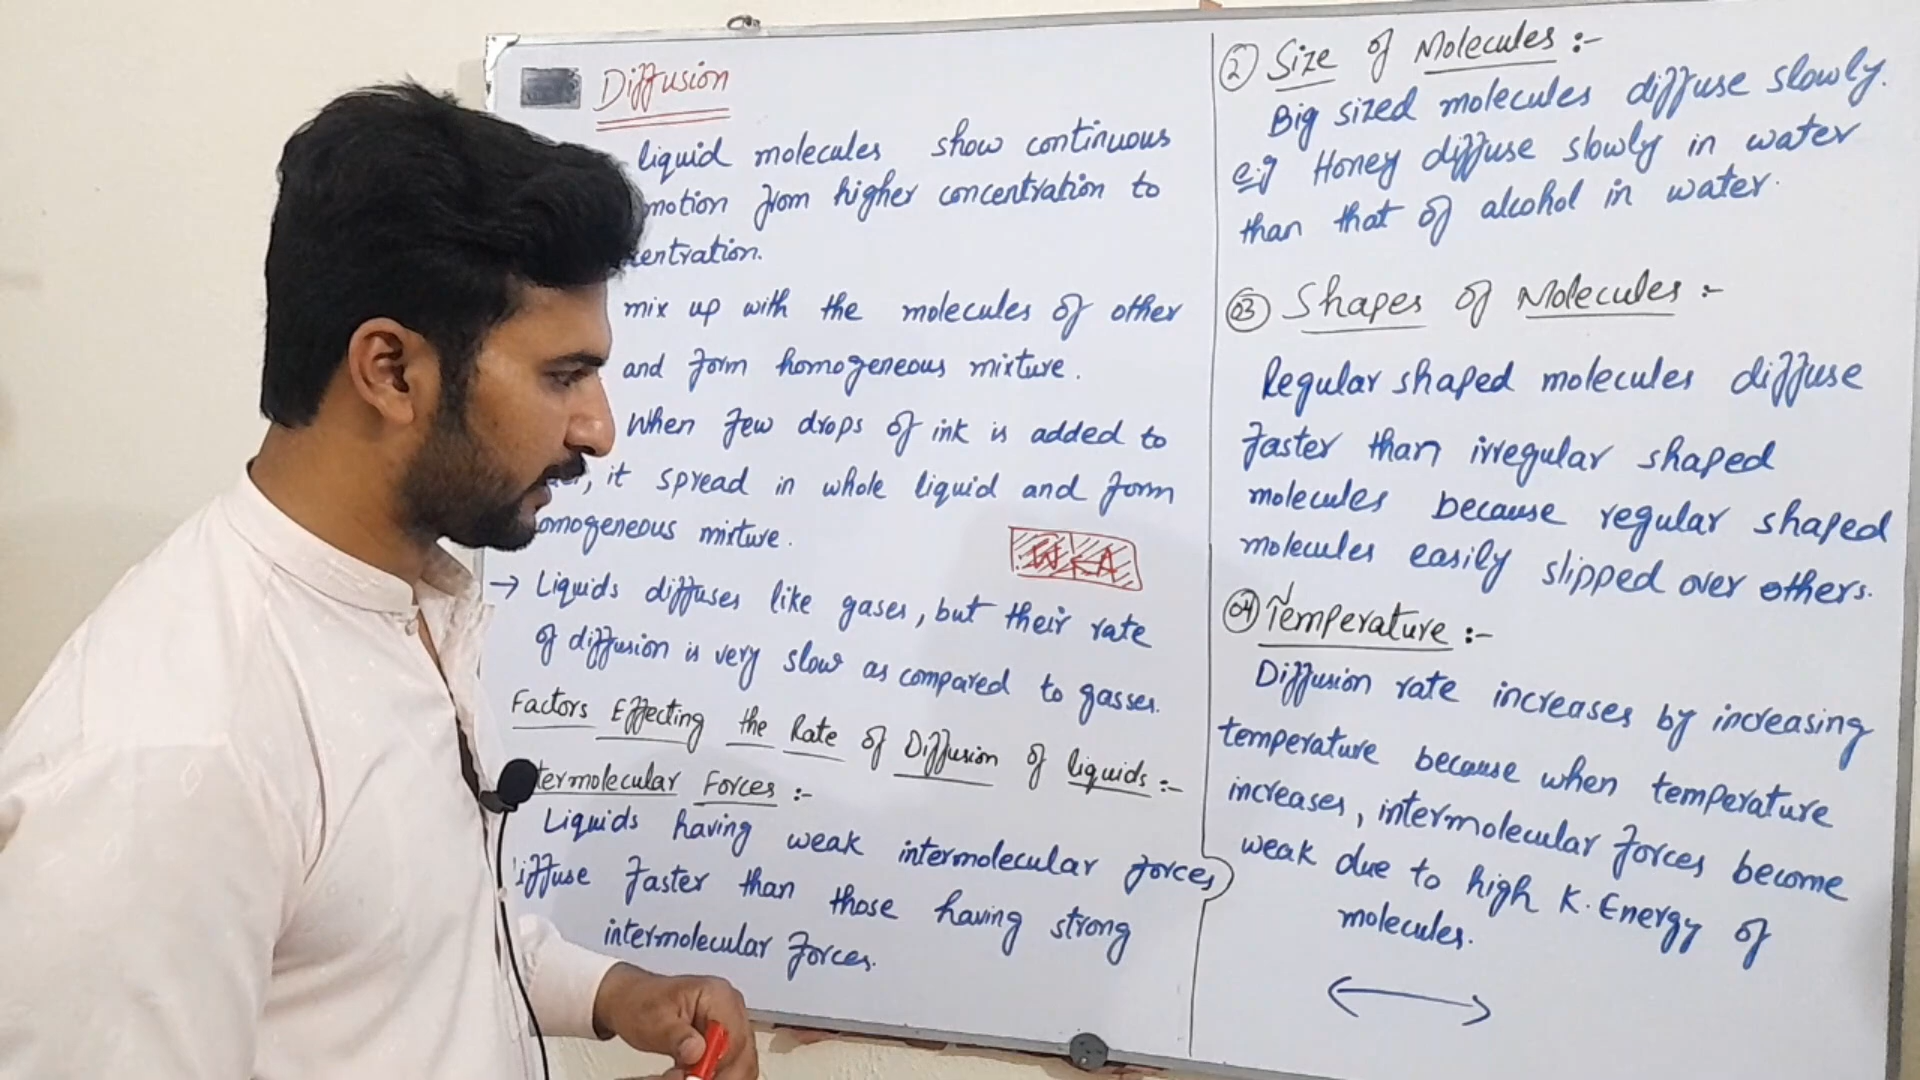 Diffusion
liquid molecules show continuous
motion from higher concentration to
centration.
mix up with the molecules of other
and form homogeneous mixture.
When few drops of ink is added to
, it spread in whole liquid and form
omogeneous mixture.
W A
→ Liquids diffuses like gases, but their rate
of diffusion is very slow as compared to gasses.
Factors Effecting the Rate of Diffusion of liquids:-
termolecular Forces :-
Liquids having weak intermolecular forces
diffuse faster than those having strong
intermolecular forces.
2 Size of Molecules :-
Big sized molecules diffuse slowly.
e.g Honey diffuse slowly in water
than that of alcohol in water.
03 Shapes of Molecules :-
Regular shaped molecules diffuse
faster than irregular shaped
molecules because regular shaped
molecules easily slipped over others.
04 Temperature :-
Diffusion rate increases by increasing
temperature because when temperature
increases, intermolecular forces become
weak due to high K.Energy of
molecules.